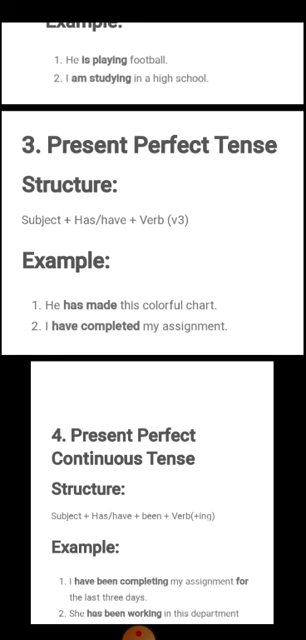 Example:
1. He is playing football.
2. I am studying in a high school.
3. Present Perfect Tense
Structure:
Subject + Has/have + Verb (v3)
Example:
1. He has made this colorful chart.
2. I have completed my assignment.
4. Present Perfect
Continuous Tense
Structure:
Subject + Has/have + been + Verb(+ing)
Example:
1. I have been completing my assignment for
the last three days.
2. She has been working in this department